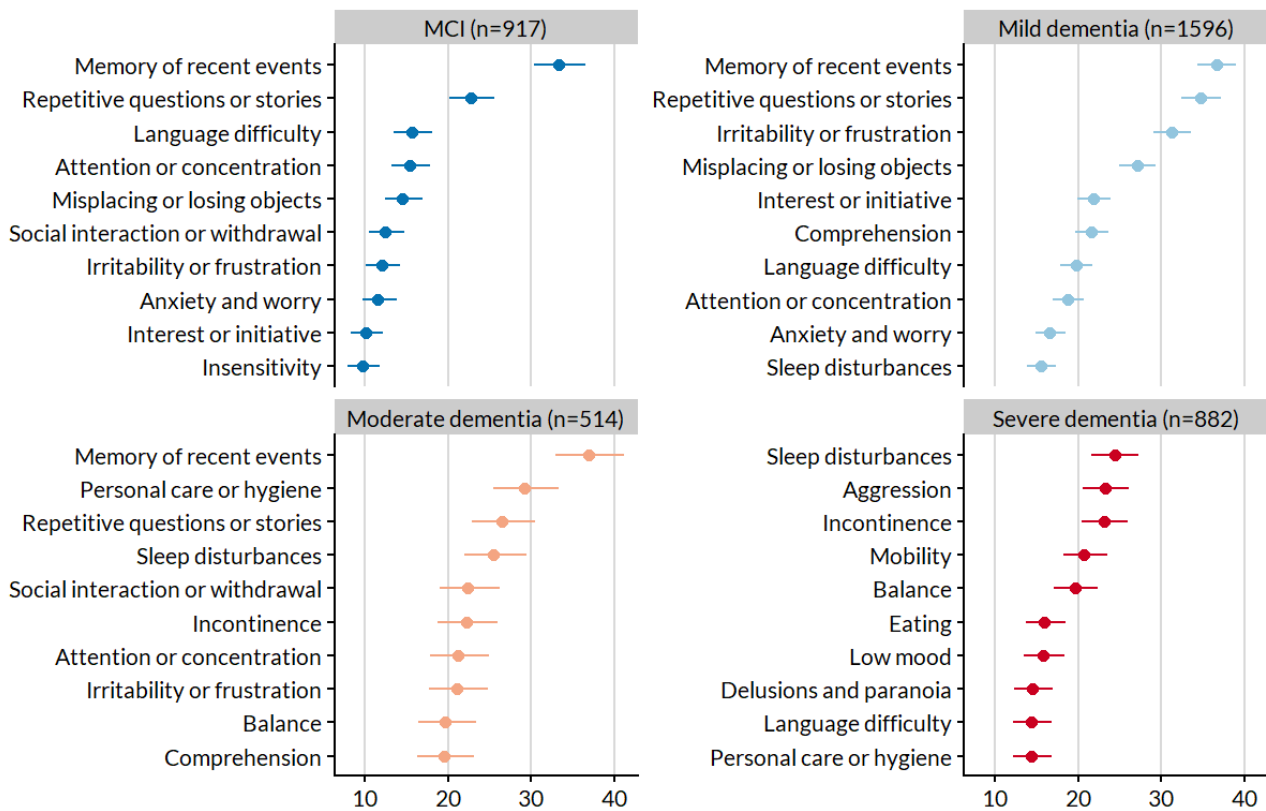 MCI (n=917)
Memory of recent events
Repetitive questions or stories
Language difficulty
Attention or concentration
Misplacing or losing objects
Social interaction or withdrawal
Irritability or frustration
Anxiety and worry
Interest or initiative
Insensitivity
Mild dementia (n=1596)
Memory of recent events
Repetitive questions or stories
Irritability or frustration
Misplacing or losing objects
Interest or initiative
Comprehension
Language difficulty
Attention or concentration
Anxiety and worry
Sleep disturbances
Moderate dementia (n=514)
Memory of recent events
Personal care or hygiene
Repetitive questions or stories
Sleep disturbances
Social interaction or withdrawal
Incontinence
Attention or concentration
Irritability or frustration
Balance
Comprehension
10 20 30 40
Severe dementia (n=882)
Sleep disturbances
Aggression
Incontinence
Mobility
Balance
Eating
Low mood
Delusions and paranoia
Language difficulty
Personal care or hygiene
10 20 30 40